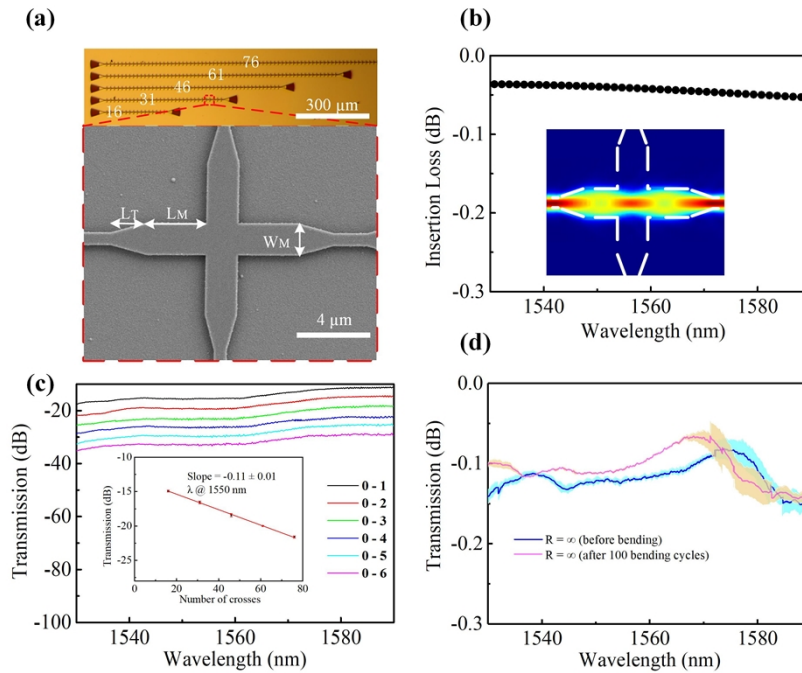 (a)
76
61
46
31
16
300 μm
LT
LM
WM
4 μm
(b)
0.0
-0.1
-0.2
-0.3
Insertion Loss (dB)
1540
1560
1580
Wavelength (nm)
(c)
-20
-40
-60
-80
-100
Transmission (dB)
1540
1560
1580
Wavelength (nm)
Slope = -0.11 ± 0.01
λ @ 1550 nm
-15
-20
-25
Transmission (dB)
0
20
40
60
80
Number of crosses
0 - 1
0 - 2
0 - 3
0 - 4
0 - 5
0 - 6
(d)
0.0
-0.1
-0.2
-0.3
Transmission (dB)
R = ∞ (before bending)
R = ∞ (after 100 bending cycles)
1540
1560
1580
Wavelength (nm)